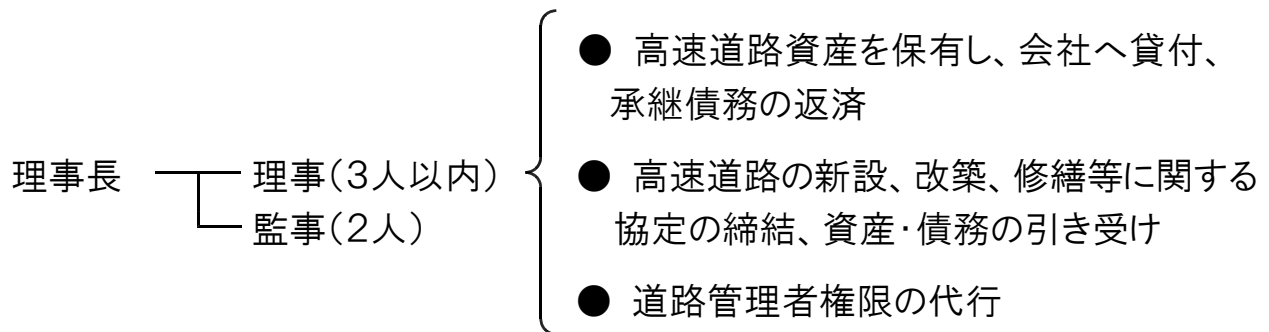 ● 高速道路資産を保有し、会社へ貸付、
承継債務の返済
理事長
理事(3人以内)
監事(2人)
● 高速道路の新設、改築、修繕等に関する
協定の締結、資産・債務の引き受け
● 道路管理者権限の代行